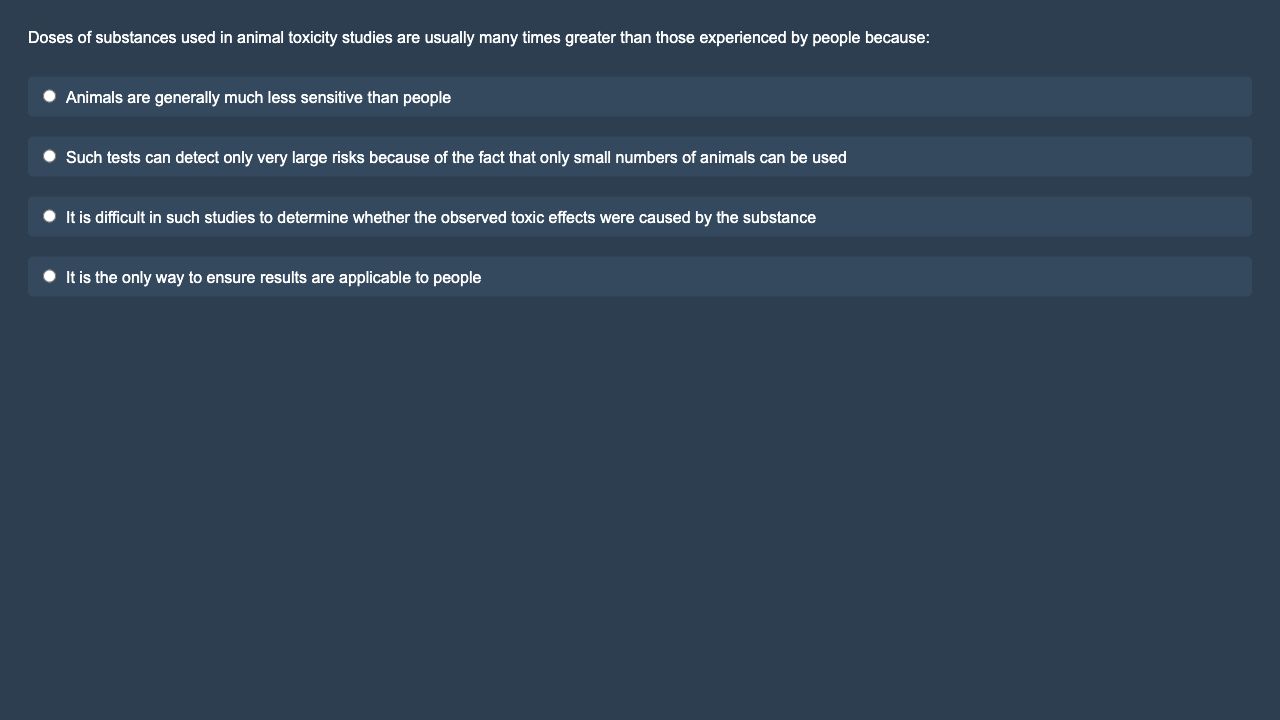 Doses of substances used in animal toxicity studies are usually many times greater than those experienced by people because:
Animals are generally much less sensitive than people
Such tests can detect only very large risks because of the fact that only small numbers of animals can be used
It is difficult in such studies to determine whether the observed toxic effects were caused by the substance
It is the only way to ensure results are applicable to people